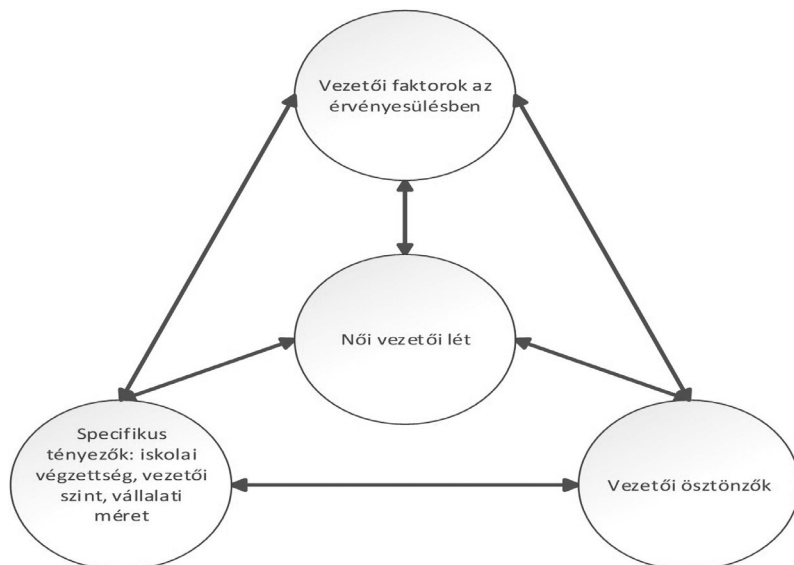 Vezetői faktorok az
érvényesülésben
Női vezetői lét
Specifikus
tényezők: iskolai
végzettség, vezetői
szint, vállalati
méret
Vezetői ösztönzők